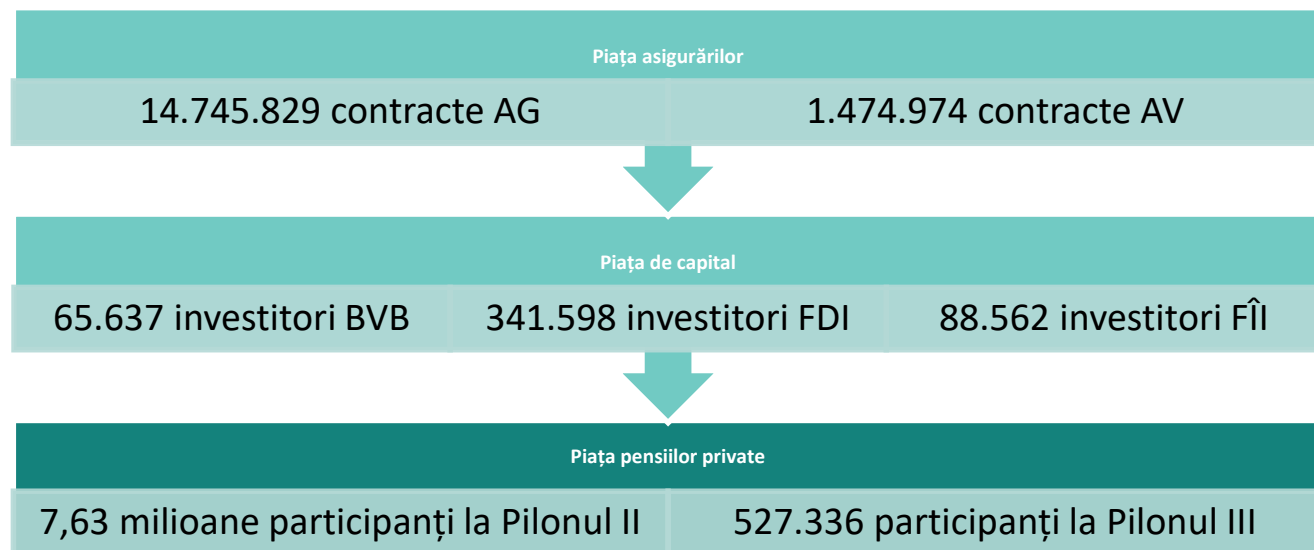 Piața asigurărilor
14.745.829 contracte AG
1.474.974 contracte AV
Piața de capital
65.637 investitori BVB
341.598 investitori FDI
88.562 investitori FÎI
Piața pensiilor private
7,63 milioane participanți la Pilonul II
527.336 participanți la Pilonul III